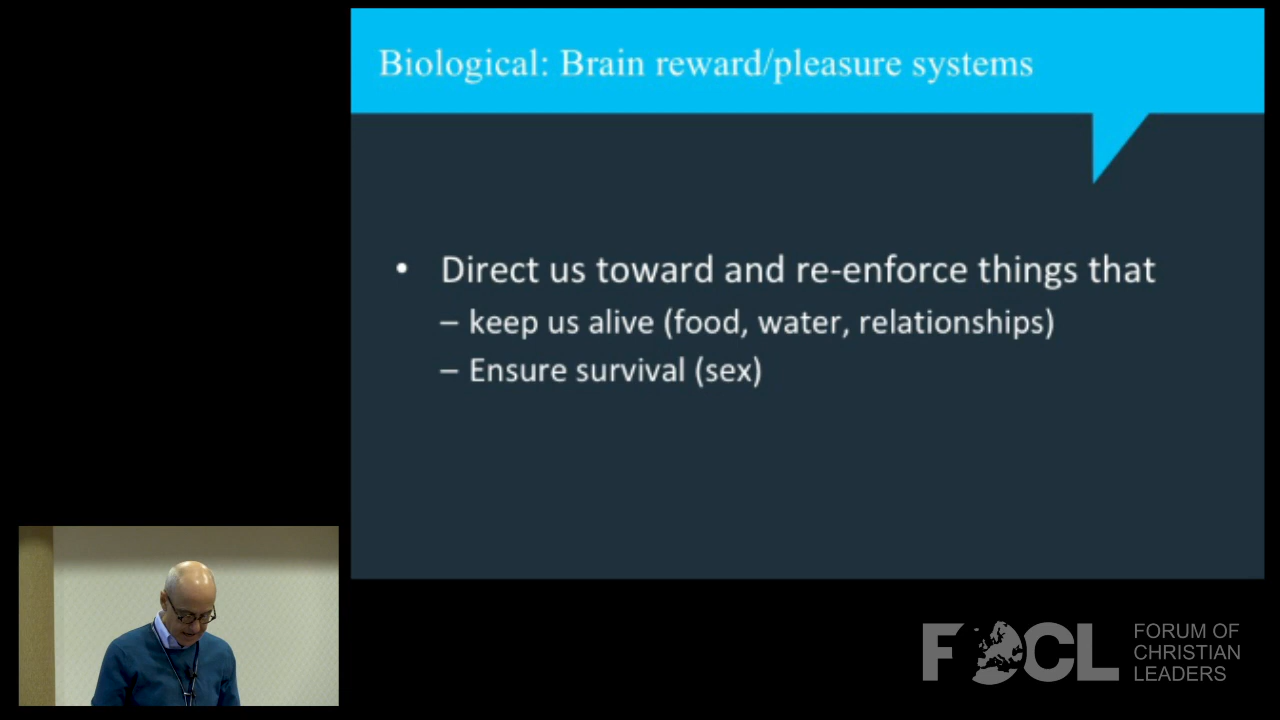 Biological: Brain reward/pleasure systems
• Direct us toward and re-enforce things that
– keep us alive (food, water, relationships)
– Ensure survival (sex)
FOCL
FORUM OF
CHRISTIAN
LEADERS